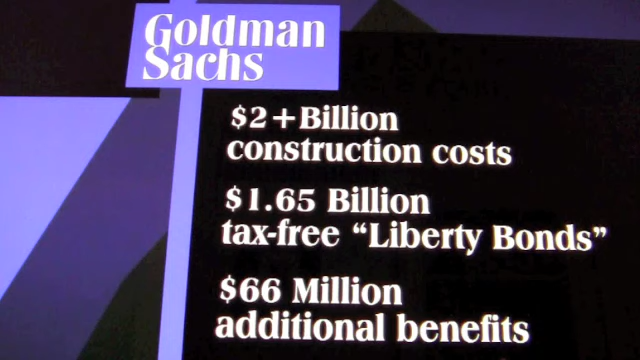 Goldman
Sachs
$2+Billion
construction costs
$1.65 Billion
tax-free “Liberty Bonds”
$66 Million
additional benefits